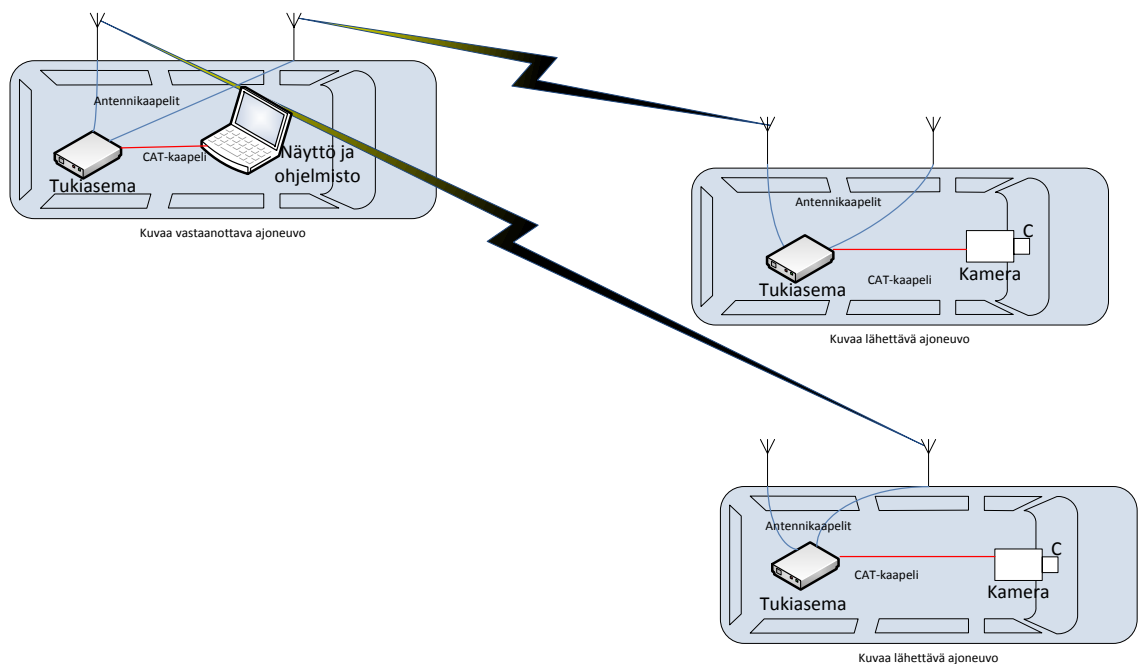 Antennikaapelit
CAT-kaapeli
Näyttö ja
ohjelmisto
Tukiasema
Kuvaa vastaanottava ajoneuvo
Antennikaapelit
C
Kamera
CAT-kaapeli
Tukiasema
Kuvaa lähettävä ajoneuvo
Antennikaapelit
C
CAT-kaapeli
Kamera
Tukiasema
Kuvaa lähettävä ajoneuvo